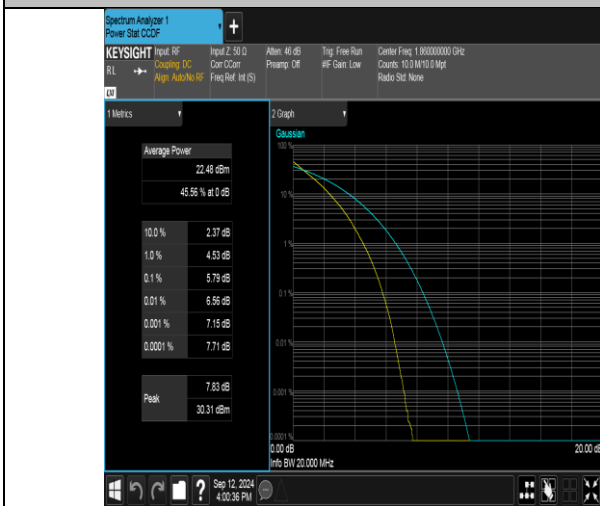 Spectrum Analyzer 1
Power Stat CCDF
+
KEYSIGHT Input: RF Input Z: 50 Ω Atten: 46 dB Trig: Free Run Center Freq: 1.860000000 GHz
RL Coupling: DC Corr CCorr Preamp: Off #IF Gain: Low Counts: 10.0 M/10.0 Mpt
Align: Auto/No RF Freq Ref: Int (S) Radio Std: None
1 Metrics
2 Graph
Average Power
22.48 dBm
45.56 % at 0 dB
10.0 % 2.37 dB
1.0 % 4.53 dB
0.1 % 5.79 dB
0.01 % 6.56 dB
0.001 % 7.15 dB
0.0001 % 7.71 dB
Peak
7.83 dB
30.31 dBm
Gaussian
100 %
10 %
1 %
0.1 %
0.01 %
0.001 %
0.0001 %
0.00 dB 20.00 dB
Info BW 20.000 MHz
? Sep 12, 2024
4:00:36 PM